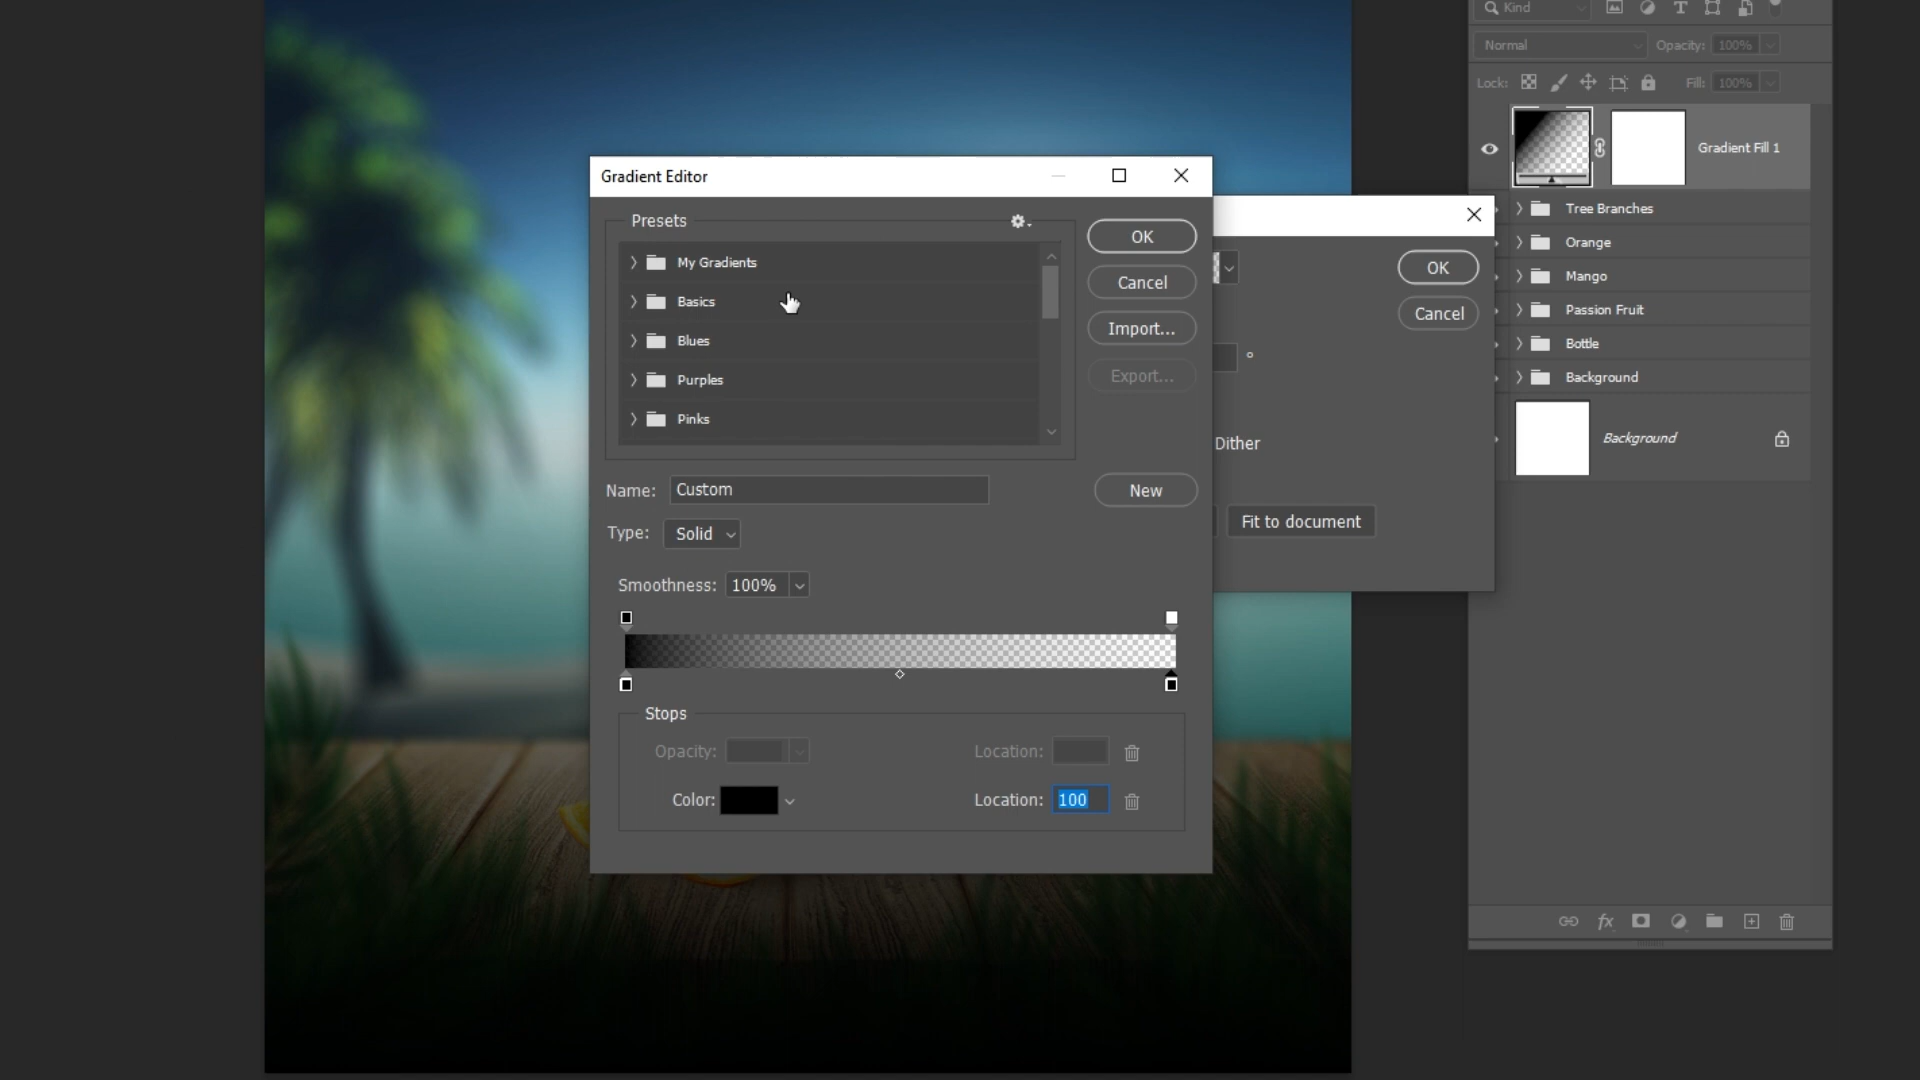 Kind
Normal
Opacity: 100%
Lock:
Fill: 100%
Gradient Fill 1
Tree Branches
Orange
Mango
Passion Fruit
Bottle
Background
Background
Gradient Editor
Presets
My Gradients
Basics
Blues
Purples
Pinks
OK
Cancel
Import...
Export...
Name: Custom
New
Type: Solid
Smoothness: 100%
Stops
Opacity:
Location:
Color:
Location: 100
OK
Cancel
°
Dither
Fit to document
fx